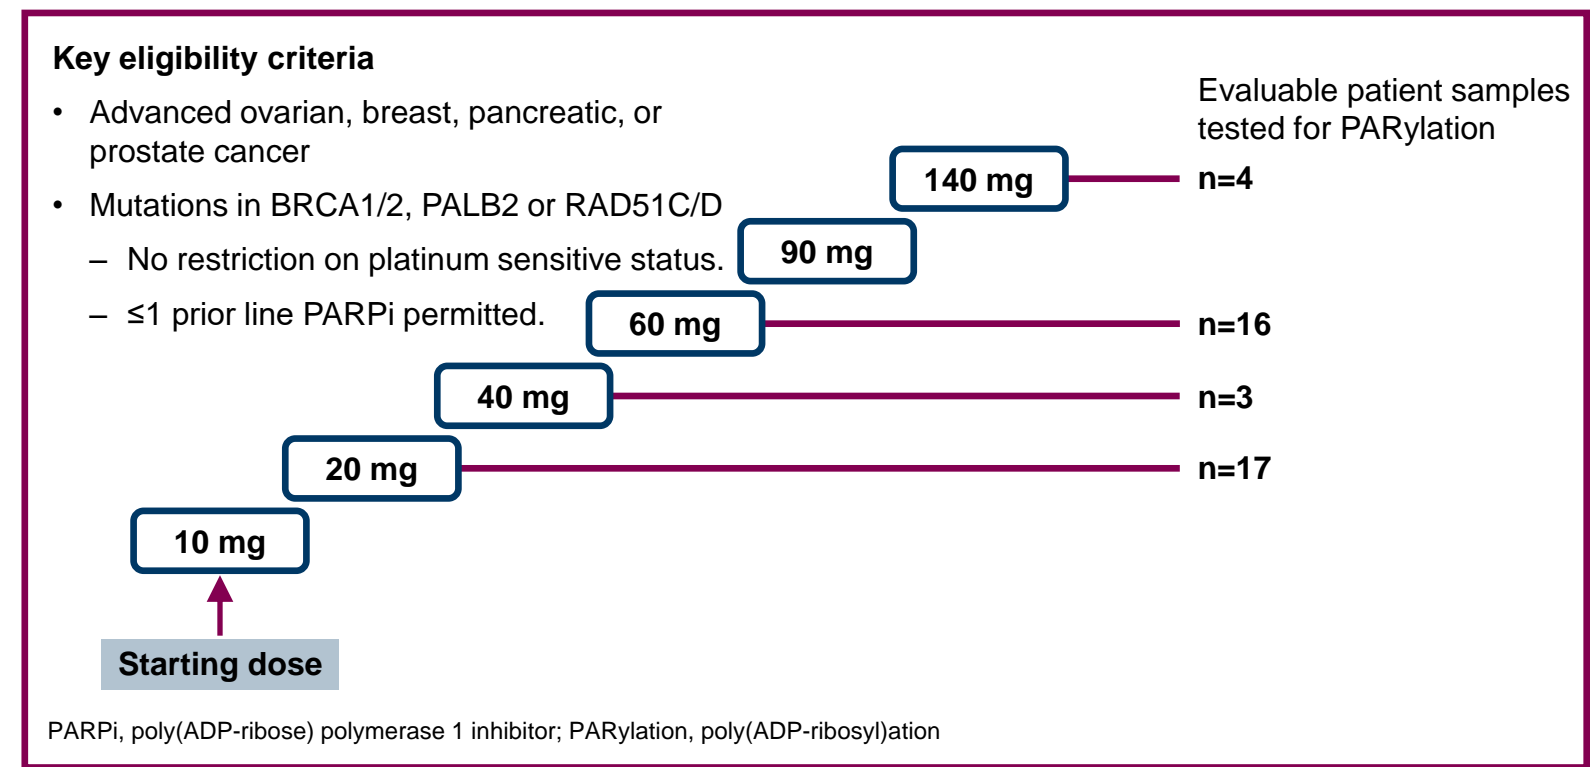 Key eligibility criteria
• Advanced ovarian, breast, pancreatic, or
prostate cancer
• Mutations in BRCA1/2, PALB2 or RAD51C/D
– No restriction on platinum sensitive status.
– ≤1 prior line PARPi permitted.
Evaluable patient samples
tested for PARylation
140 mg
n=4
90 mg
60 mg
n=16
40 mg
n=3
20 mg
n=17
10 mg
Starting dose
PARPi, poly(ADP-ribose) polymerase 1 inhibitor; PARylation, poly(ADP-ribosyl)ation